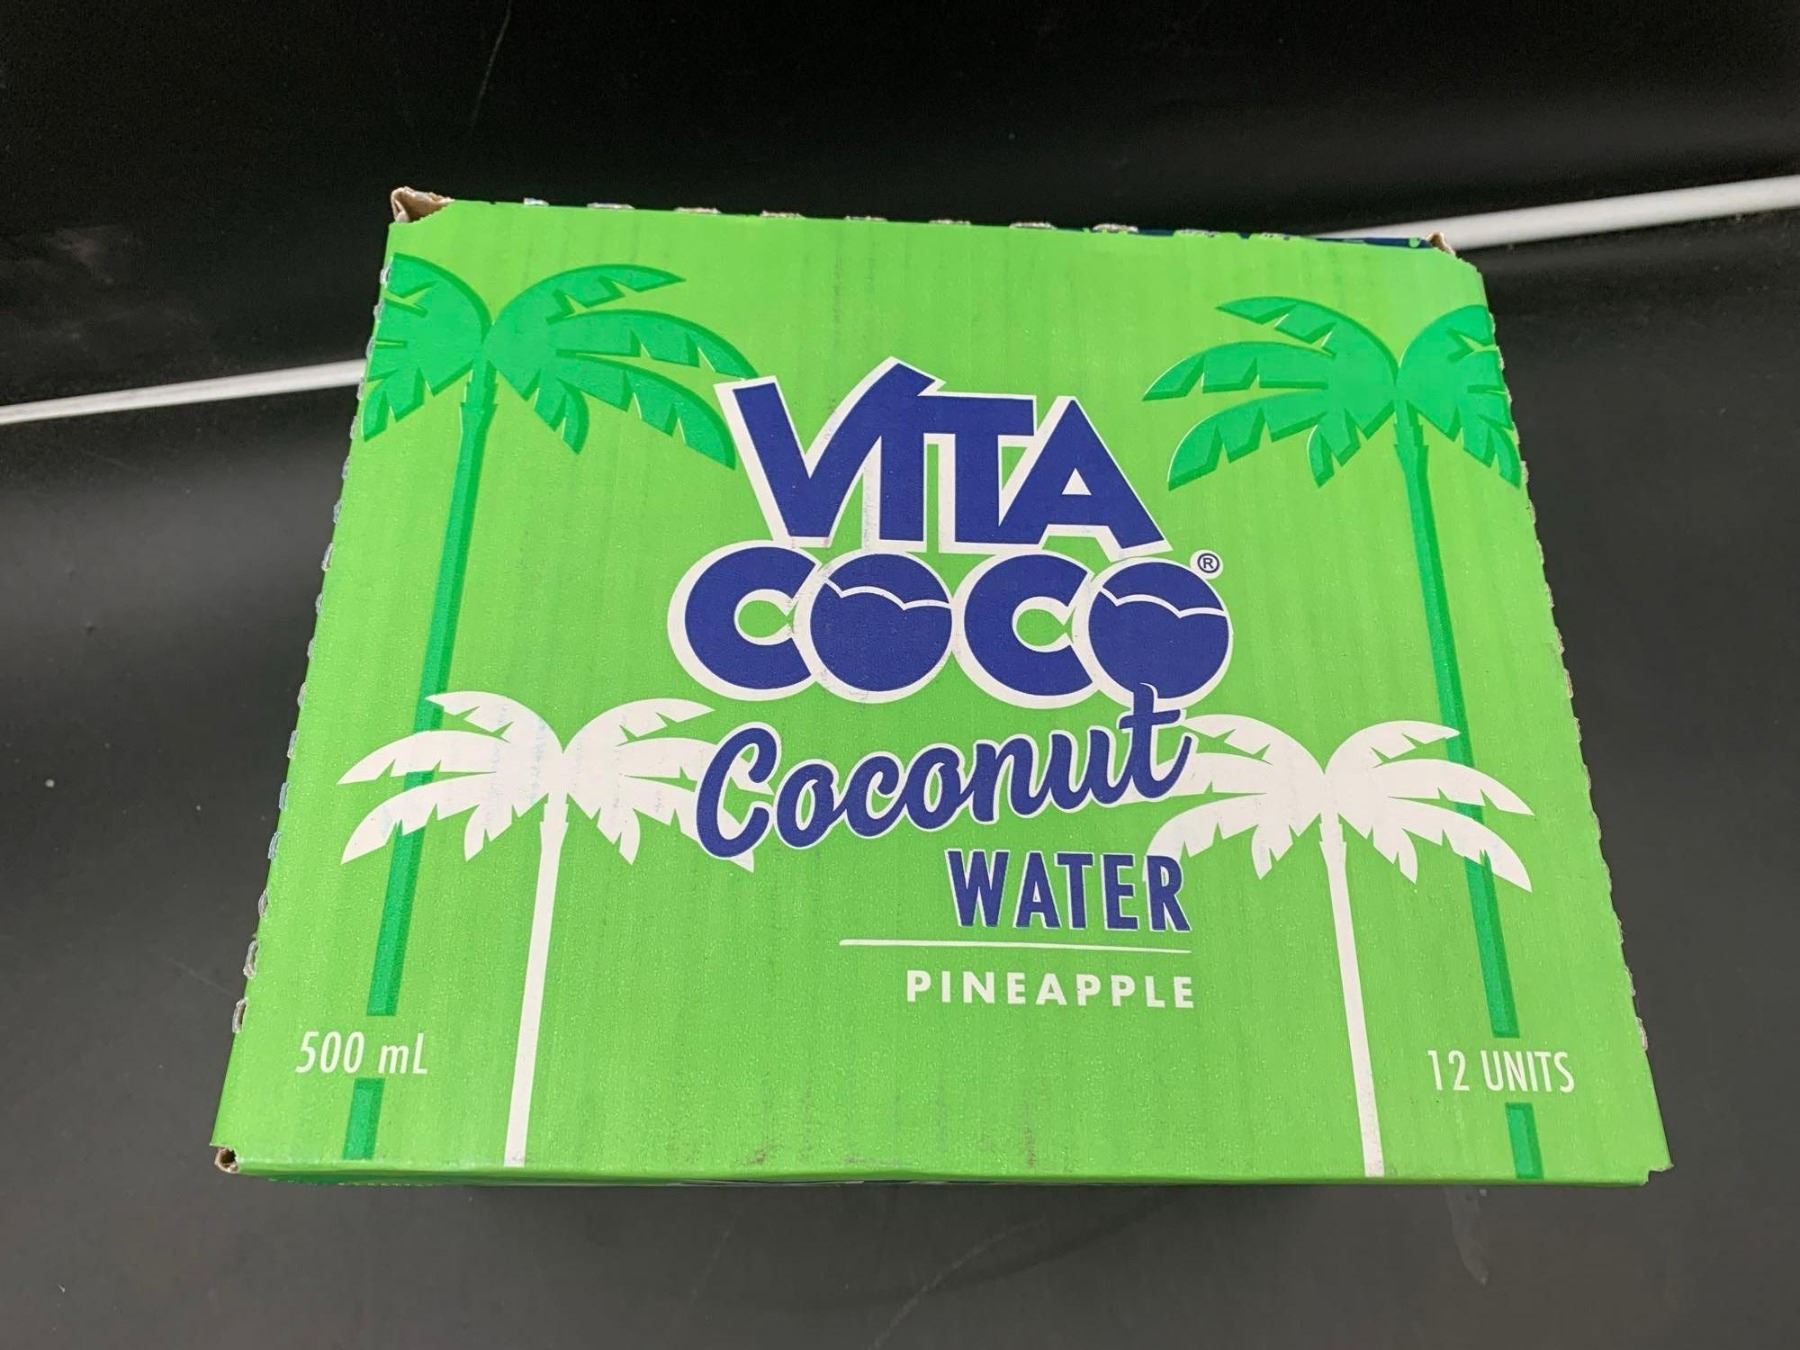 VITA
COCO®
Coconut
WATER
PINEAPPLE
500 mL
12 UNITS